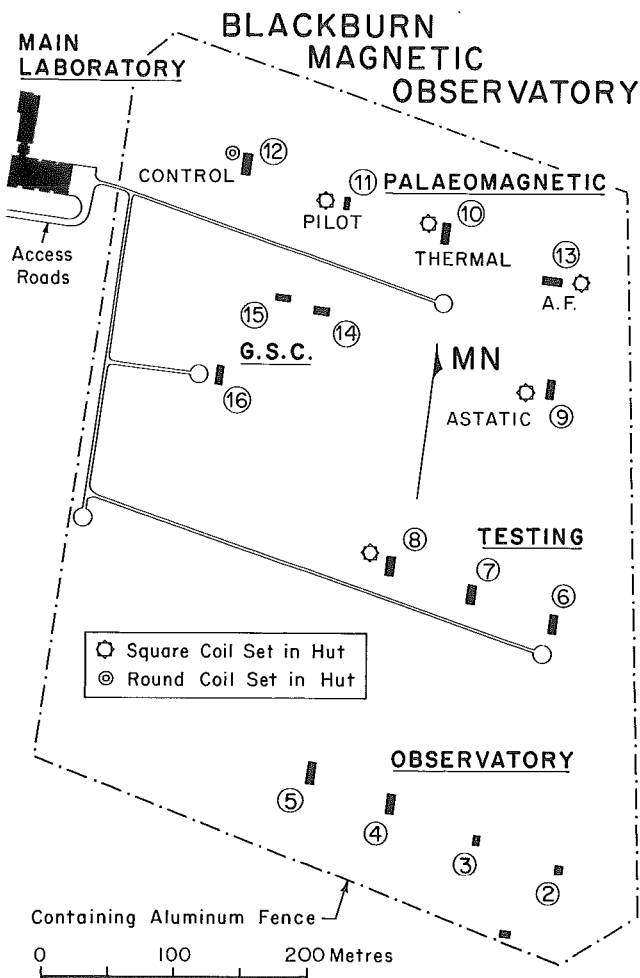 BLACKBURN
MAGNETIC
OBSERVATORY
MAIN
LABORATORY
12
CONTROL
11
PALAEOMAGNETIC
PILOT
10
THERMAL
13
A.F.
Access
Roads
15
14
G.S.C.
16
MN
ASTATIC
9
8
TESTING
7
6
Square Coil Set in Hut
Round Coil Set in Hut
OBSERVATORY
5
4
3
2
Containing Aluminum Fence
0 100 200 Metres